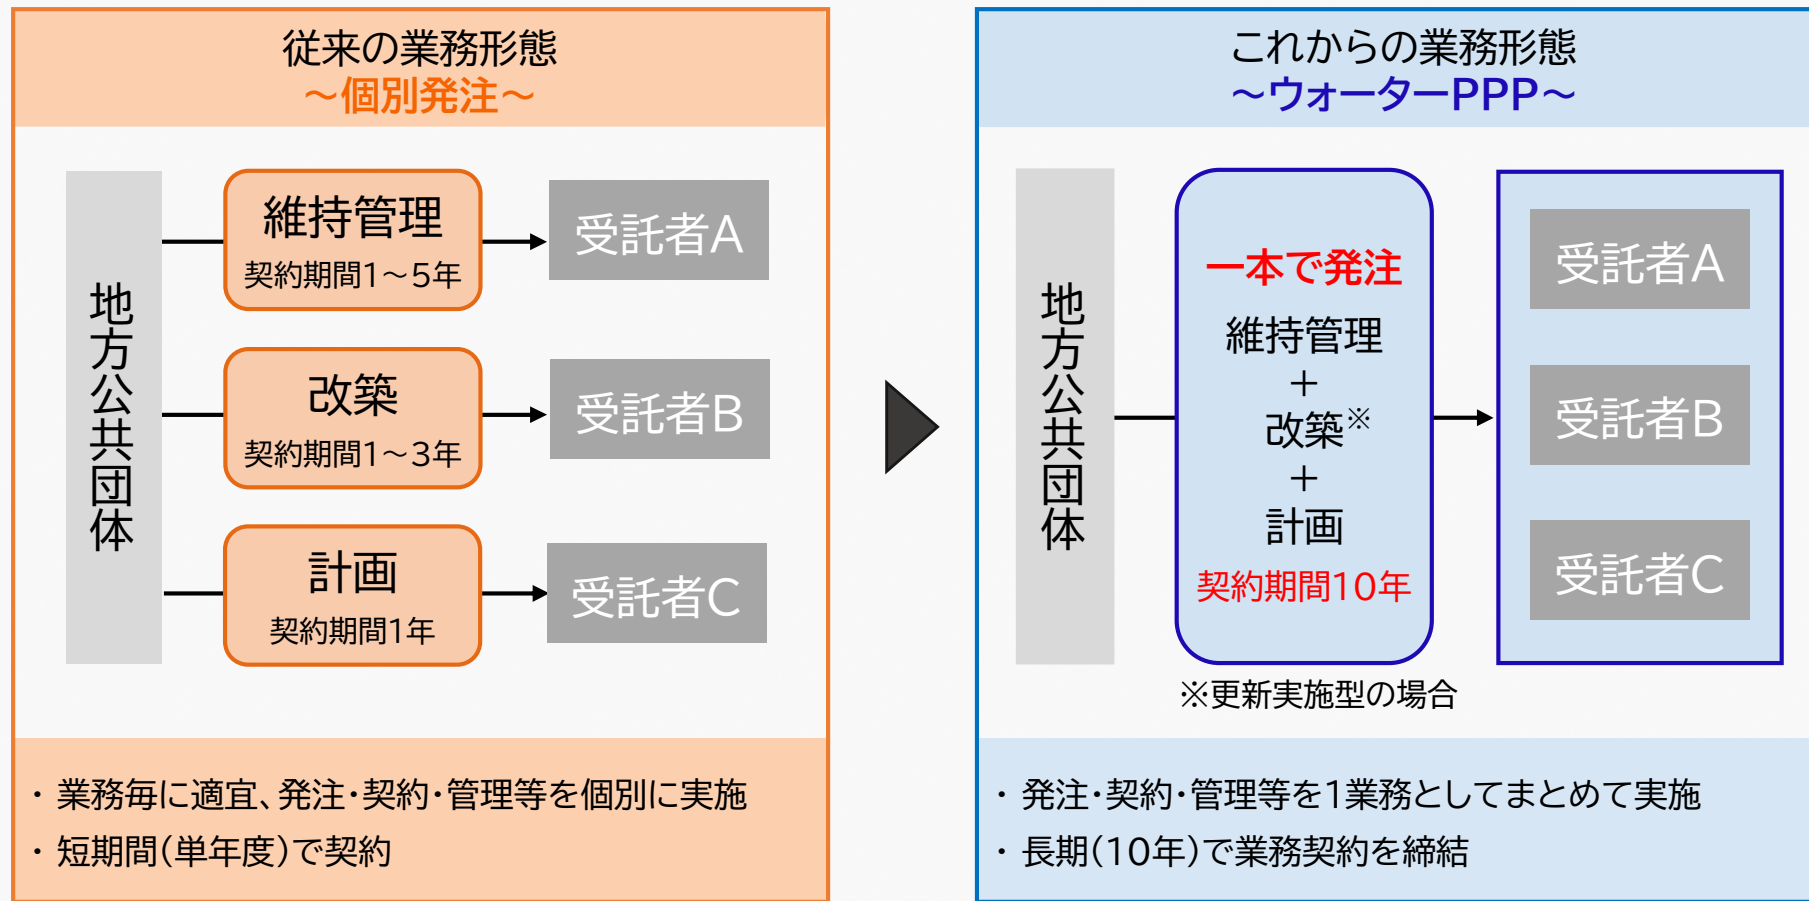 従来の業務形態
～個別発注～
地方公共団体
維持管理
契約期間1～5年
受託者A
改築
契約期間1～3年
受託者B
計画
契約期間1年
受託者C
・ 業務毎に適宜、発注・契約・管理等を個別に実施
・ 短期間（単年度）で契約
これからの業務形態
～ウォーターPPP～
地方公共団体
一本で発注
維持管理
＋
改築※
＋
計画
契約期間10年
※更新実施型の場合
受託者A
受託者B
受託者C
・ 発注・契約・管理等を1業務としてまとめて実施
・ 長期（10年）で業務契約を締結